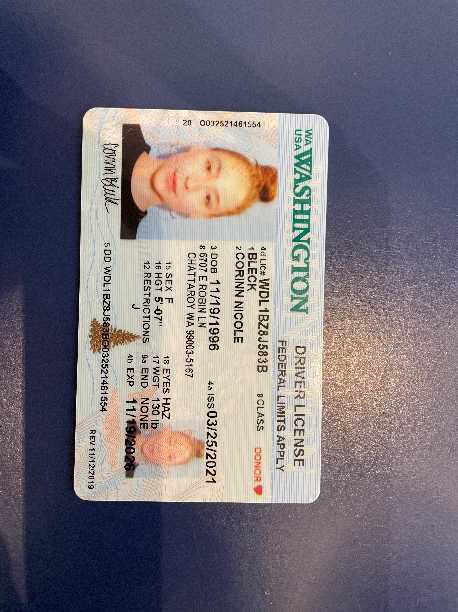 20 O032521461554
WA
USA
WASHINGTON
DRIVER LICENSE
FEDERAL LIMITS APPLY
4d LIC# WDL1BZ8J583B
9 CLASS
DONOR
1 BLECK
2 CORINN NICOLE
3 DOB 11/19/1996
4a ISS 03/25/2021
8 6707 E ROBIN LN
CHATTAROY WA 99003-5167
15 SEX F
18 EYES HAZ
16 HGT 5'-07"
17 WGT 130 lb
12 RESTRICTIONS
J
9a END NONE
4b EXP 11/19/2026
5 DD WDL1BZ8J583B0032521461554
REV 11/12/2019